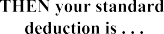 THEN your standard
deduction is . . .